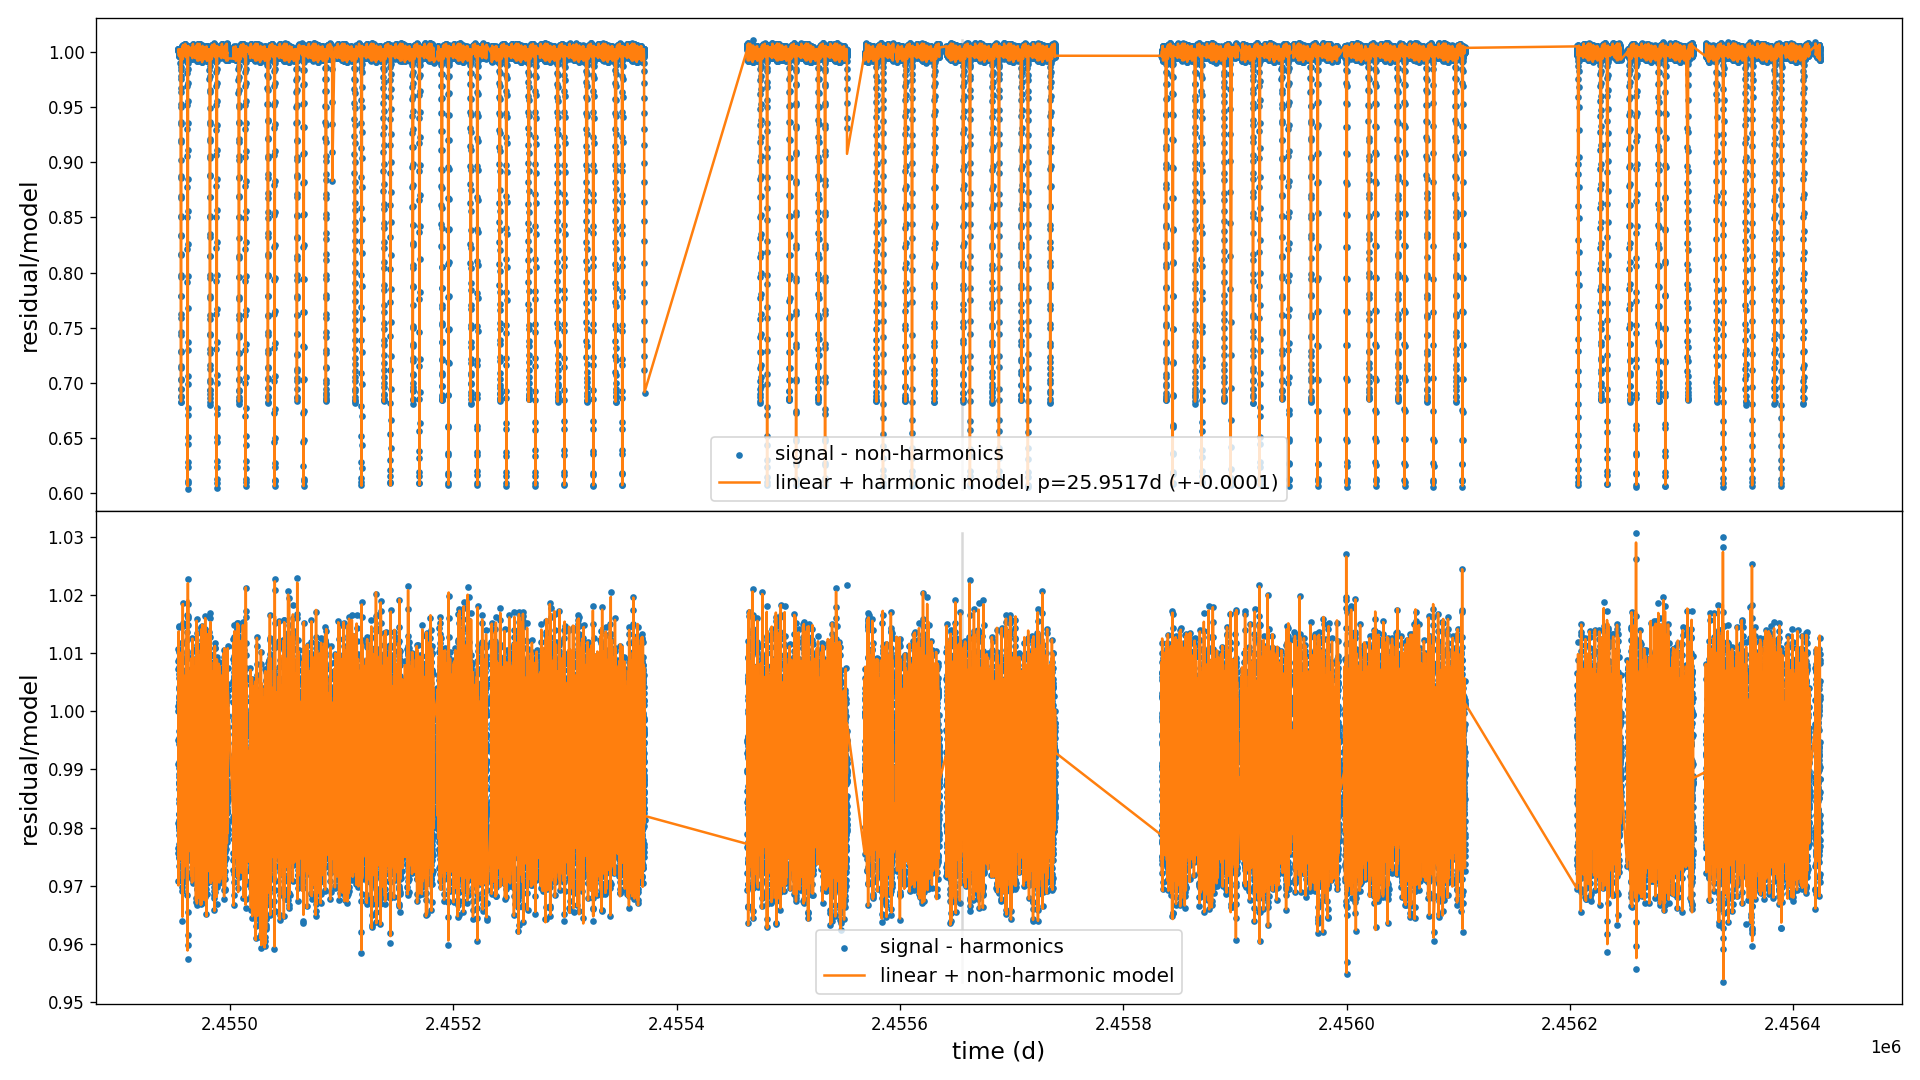 residual/model
1.00
0.95
0.90
0.85
0.80
0.75
0.70
0.65
0.60
signal - non-harmonics
linear + harmonic model, p=25.9517d (+-0.0001)
residual/model
1.03
1.02
1.01
1.00
0.99
0.98
0.97
0.96
0.95
signal - harmonics
linear + non-harmonic model
2.4550 2.4552 2.4554 2.4556 2.4558 2.4560 2.4562 2.4564
1e6
time (d)